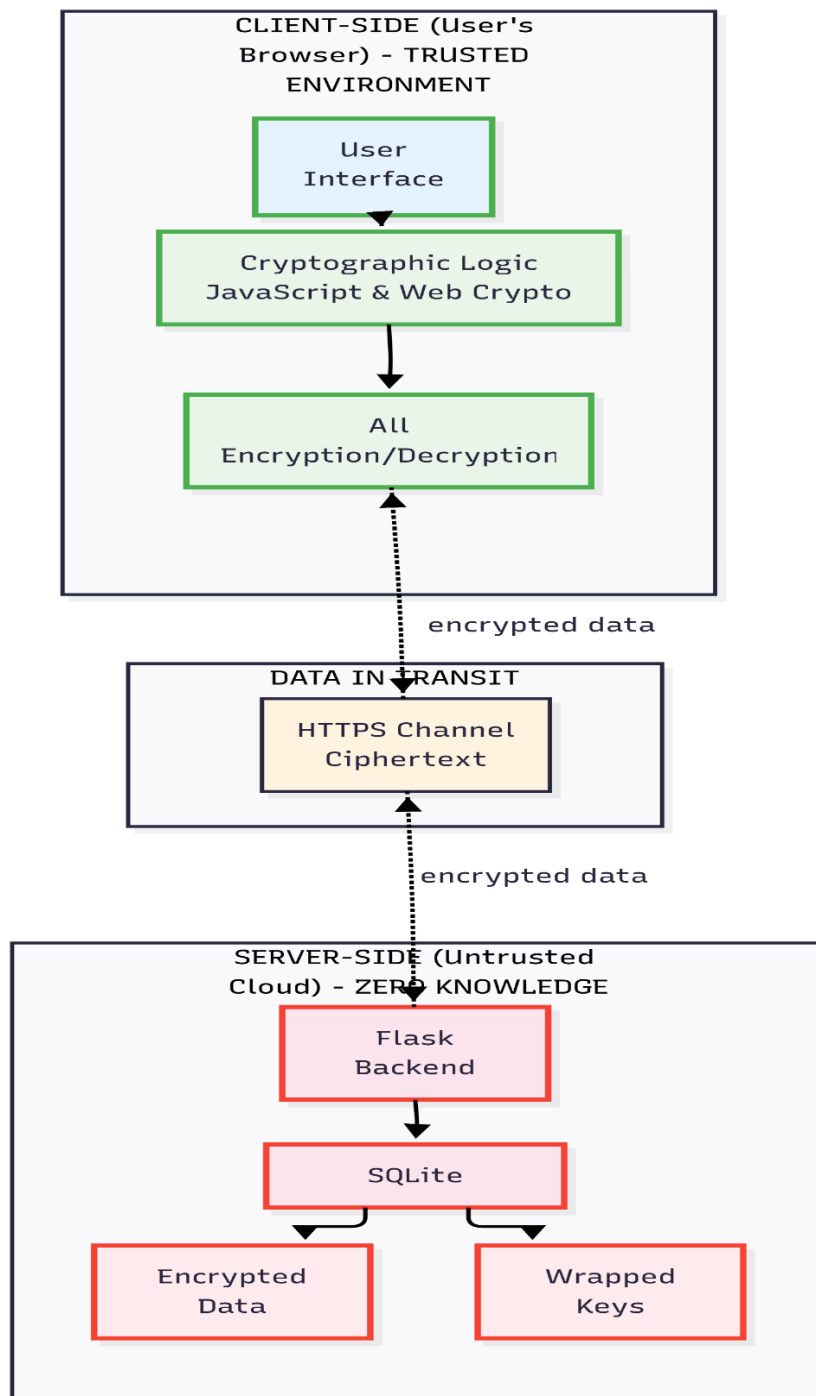 CLIENT-SIDE (User's
Browser) - TRUSTED
ENVIRONMENT
User
Interface
Cryptographic Logic
JavaScript & Web Crypto
All
Encryption/Decryption
encrypted data
DATA IN TRANSIT
HTTPS Channel
Ciphertext
encrypted data
SERVER-SIDE (Untrusted
Cloud) - ZERO KNOWLEDGE
Flask
Backend
SQLite
Encrypted
Data
Wrapped
Keys